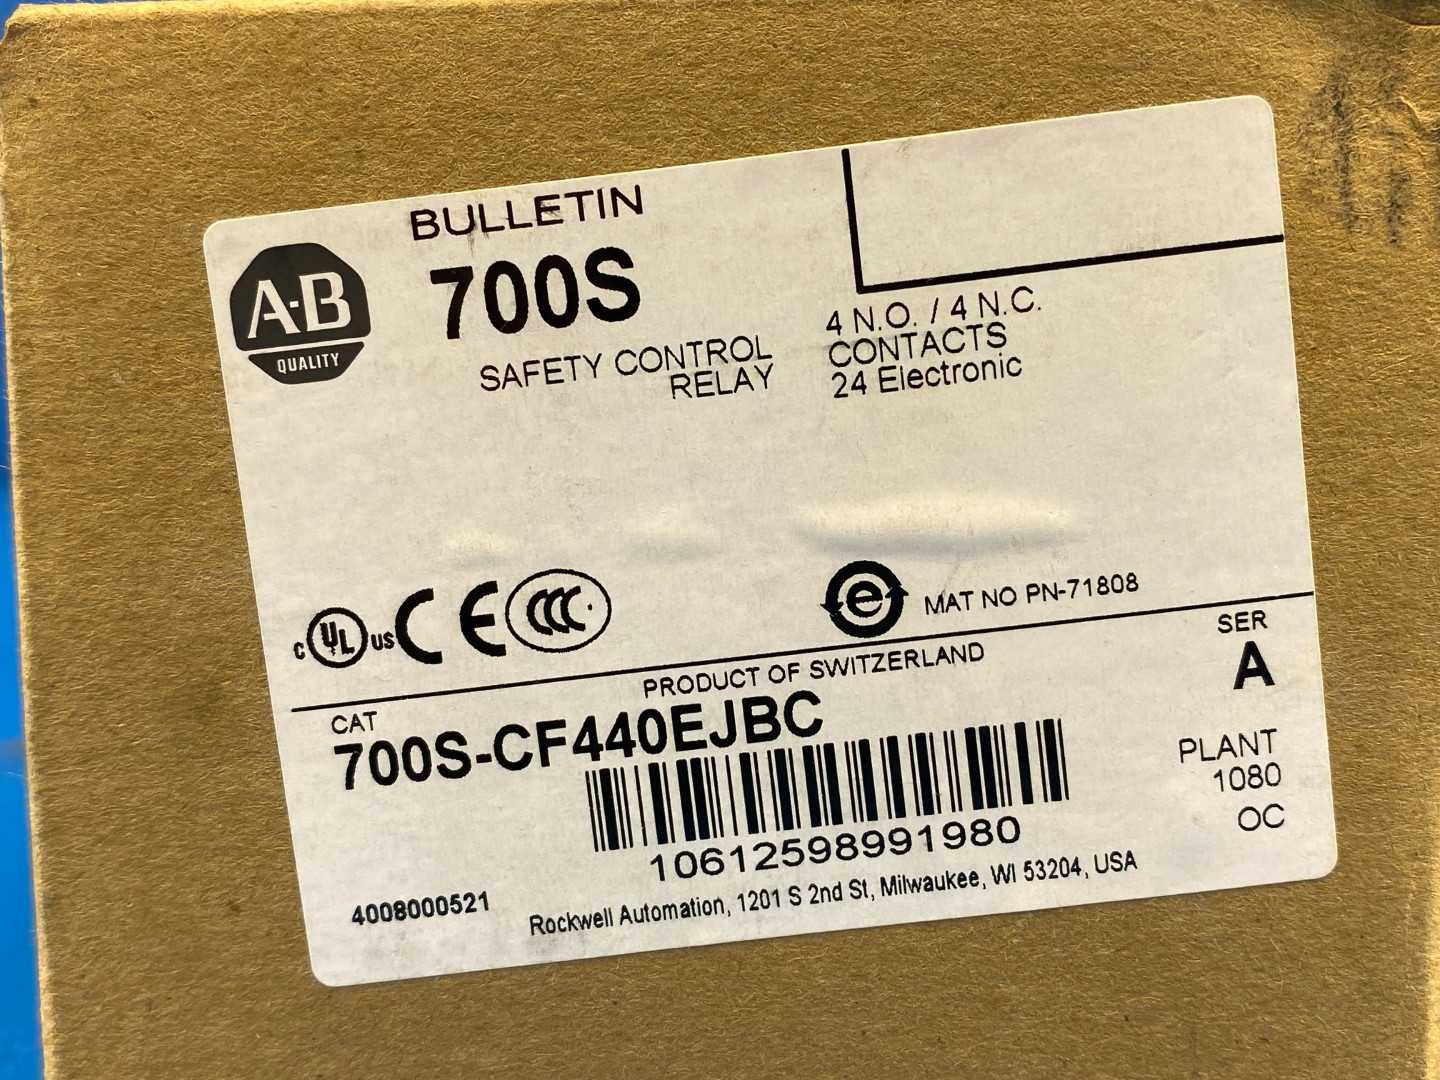 BULLETIN
700S
A-B
QUALITY
SAFETY CONTROL
RELAY
4 N.O. / 4 N.C.
CONTACTS
24 Electronic
C UL US CE CCC
e
MAT NO PN-71808
PRODUCT OF SWITZERLAND
SER
A
CAT
700S-CF440EJBC
PLANT
1080
OC
10612598991980
4008000521
Rockwell Automation, 1201 S 2nd St, Milwaukee, WI 53204, USA